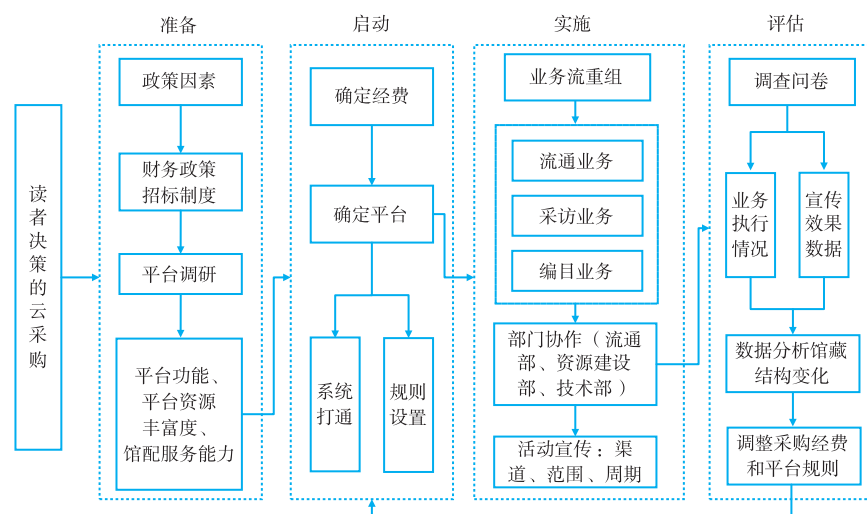 准备
启动
实施
评估
读者决策的云采购
政策因素
财务政策
招标制度
平台调研
平台功能、
平台资源
丰富度、
馆配服务能力
确定经费
确定平台
系统
打通
规则
设置
业务流重组
流通业务
采访业务
编目业务
部门协作（流通
部、资源建设
部、技术部）
活动宣传：渠
道、范围、周期
调查问卷
业务
执行
情况
宣传
效果
数据
数据分析馆藏
结构变化
调整采购经费
和平台规则